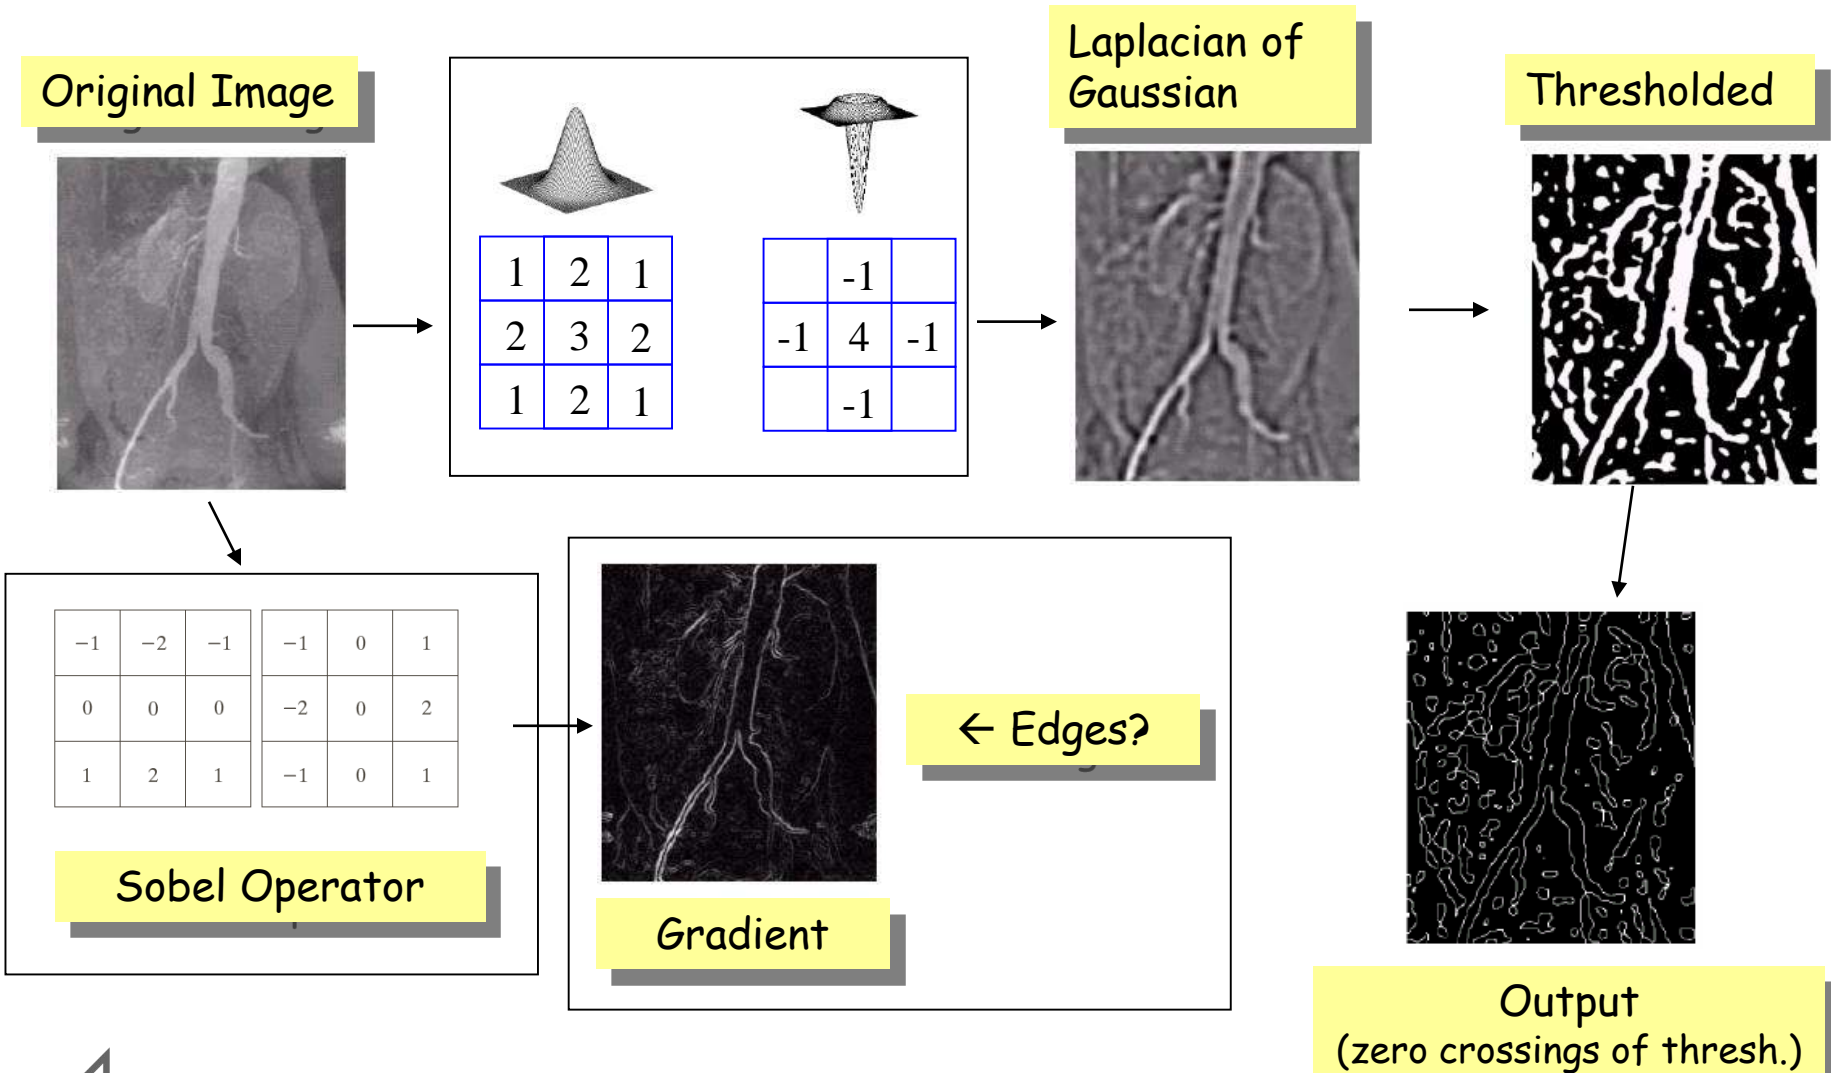 Original Image
Laplacian of
Gaussian
Thresholded
1 2 1
2 3 2
1 2 1
-1
-1 4 -1
-1
−1 −2 −1
0 0 0
1 2 1
−1 0 1
−2 0 2
−1 0 1
Sobel Operator
← Edges?
Gradient
Output
(zero crossings of thresh.)